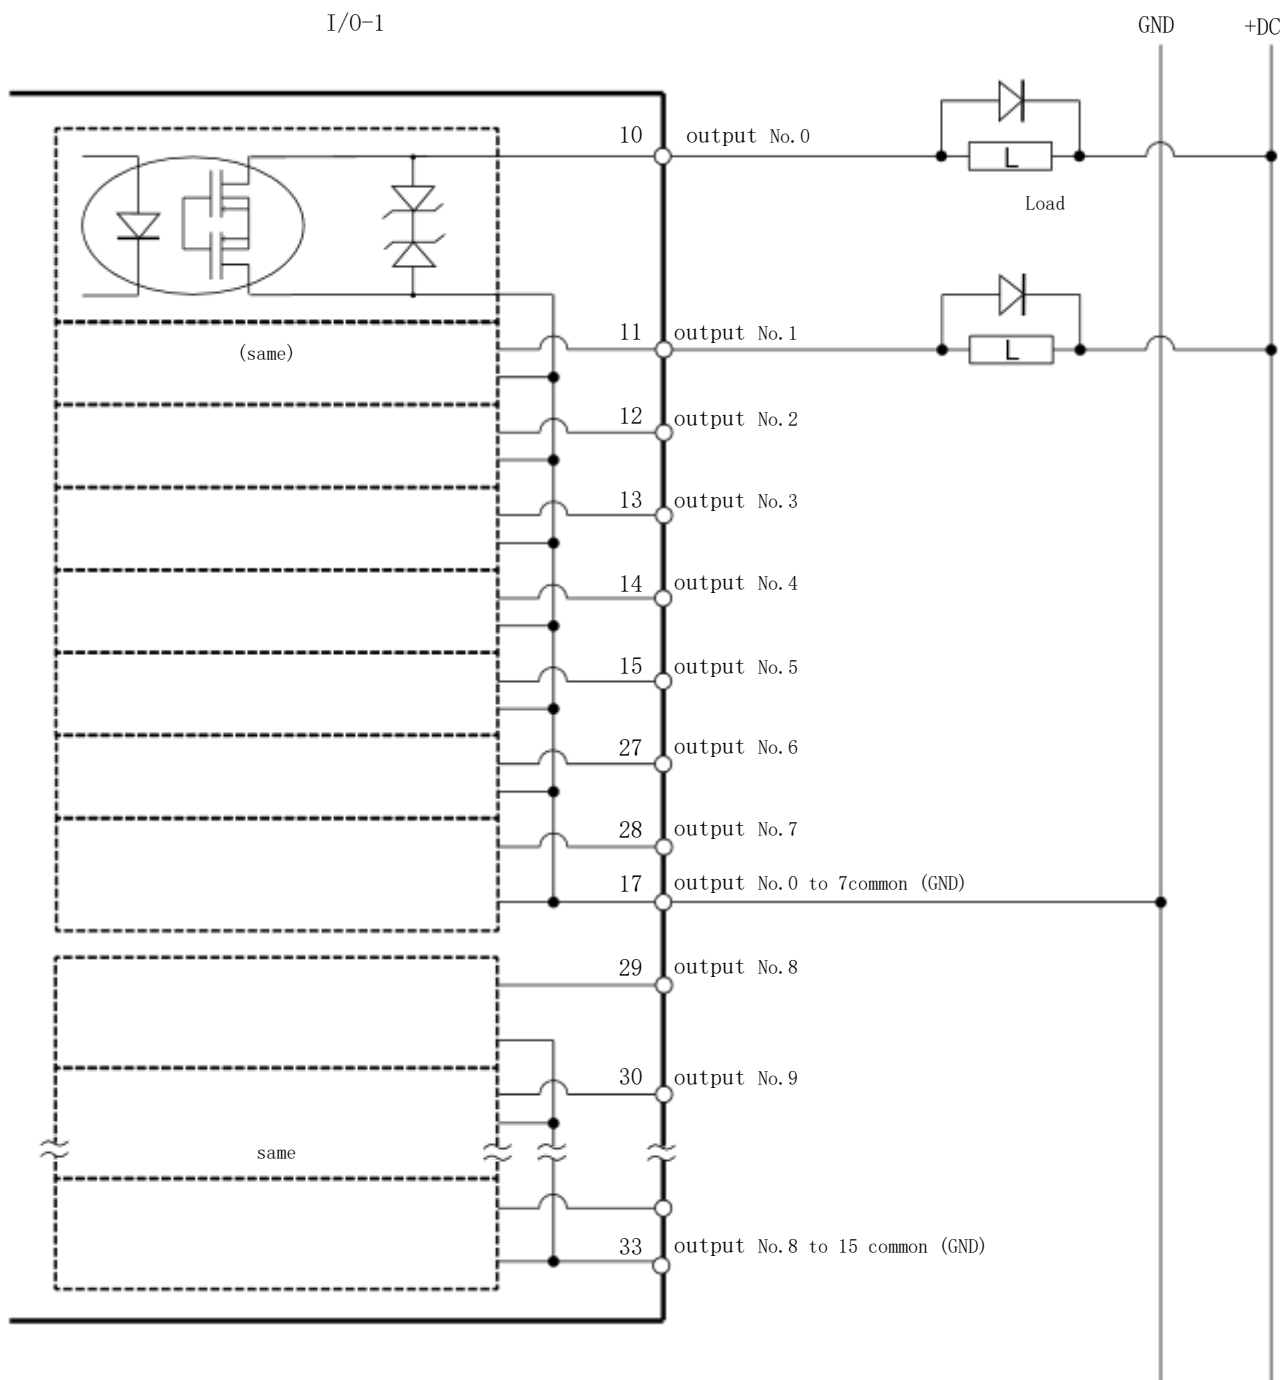 I/O-1
GND
+DC
10
output No.0
L
Load
11
output No.1
(same)
L
12
output No.2
13
output No.3
14
output No.4
15
output No.5
27
output No.6
28
output No.7
17
output No.0 to 7common (GND)
29
output No.8
30
output No.9
same
33
output No.8 to 15 common (GND)